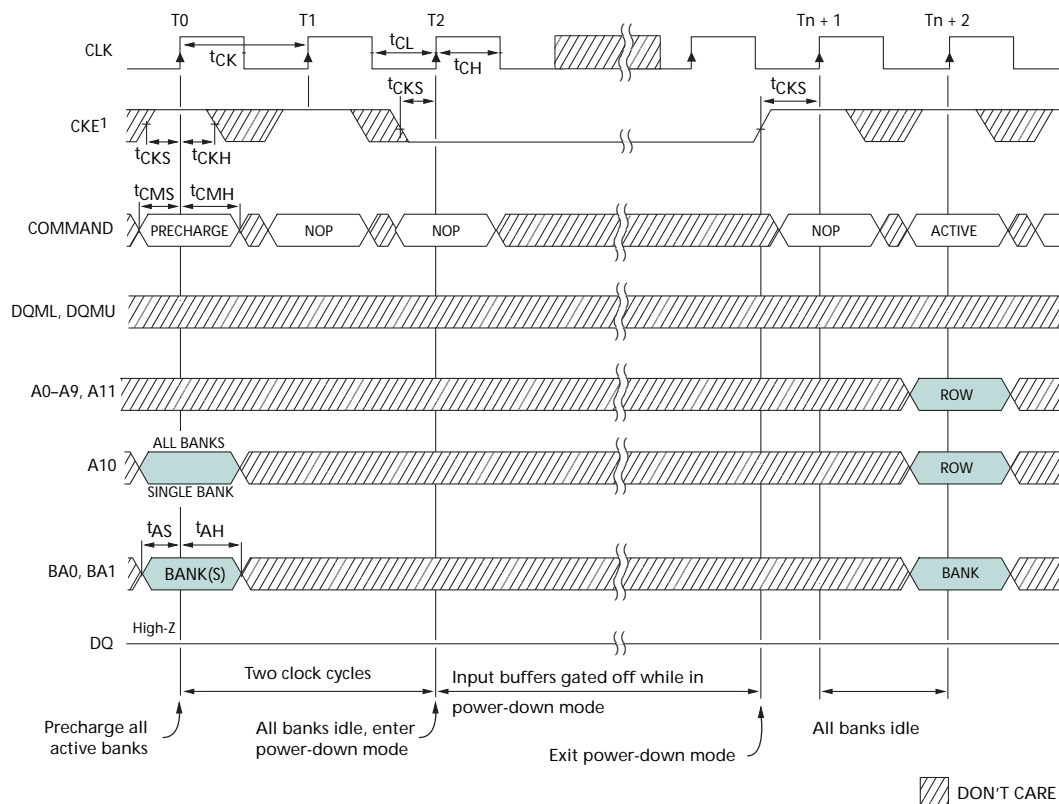 T0 T1 T2 Tn + 1 Tn + 2
CLK
tCK tCL tCH
tCKS tCKS
CKE1
tCKS tCKH
tCMS tCMH
COMMAND PRECHARGE NOP NOP NOP ACTIVE
DQML, DQMU
A0–A9, A11 ROW
ALL BANKS
A10 ROW
SINGLE BANK
tAS tAH
BA0, BA1 BANK(S) BANK
High-Z
DQ
Two clock cycles
Input buffers gated off while in
power-down mode
Precharge all
active banks
All banks idle, enter
power-down mode
Exit power-down mode
All banks idle
DON'T CARE